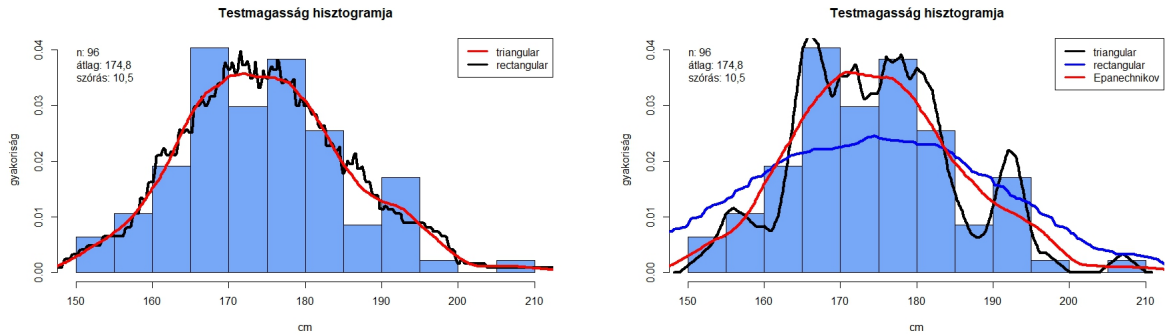 Testmagasság hisztogramja
n: 96
átlag: 174,8
szórás: 10,5
triangular
rectangular
gyakoriság
0.00
0.01
0.02
0.03
0.04
150 160 170 180 190 200 210
cm
Testmagasság hisztogramja
n: 96
átlag: 174,8
szórás: 10,5
triangular
rectangular
Epanechnikov
gyakoriság
0.00
0.01
0.02
0.03
0.04
150 160 170 180 190 200 210
cm